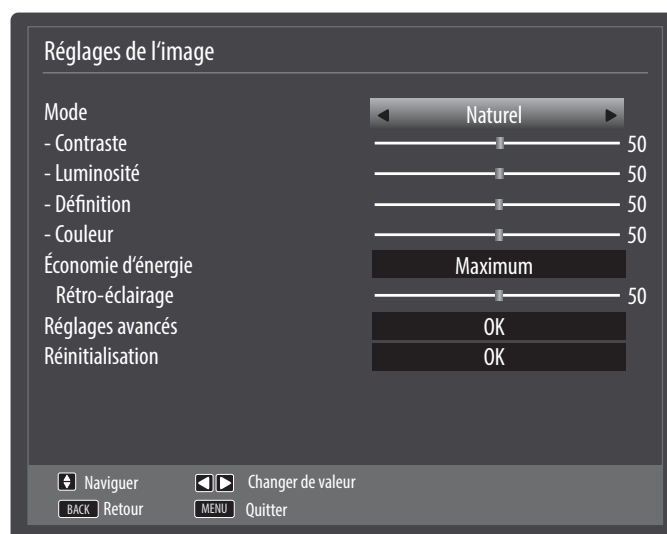 Réglages de l‘image
Mode Naturel
- Contraste 50
- Luminosité 50
- Définition 50
- Couleur 50
Économie d‘énergie Maximum
Rétro-éclairage 50
Réglages avancés OK
Réinitialisation OK
Naviguer Changer de valeur
BACK Retour MENU Quitter